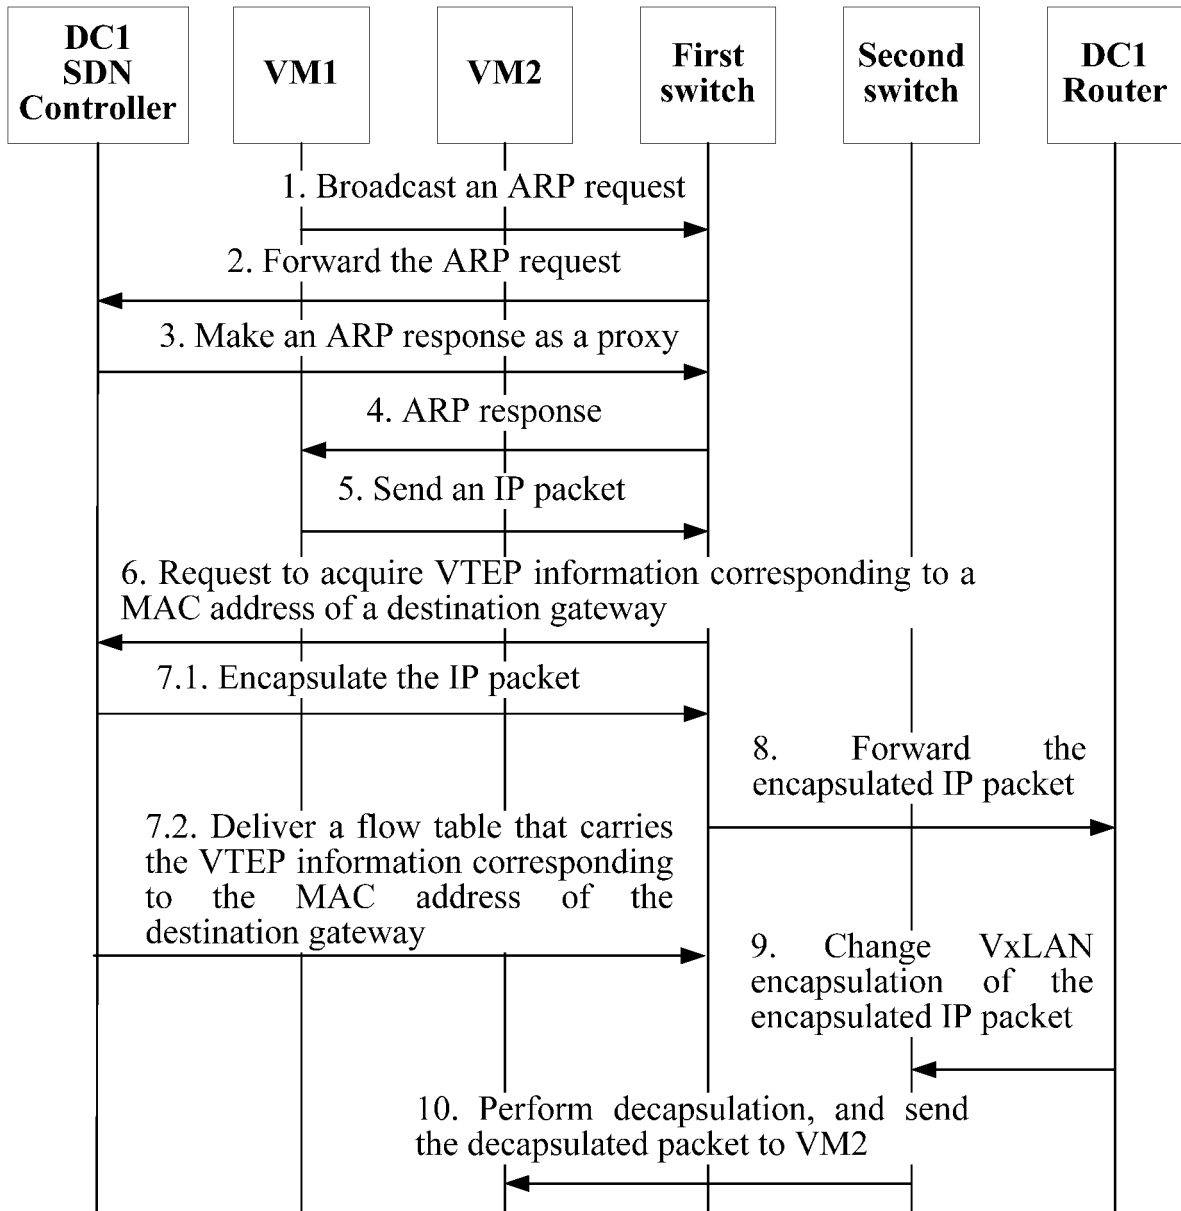 DC1
SDN
Controller
VM1
VM2
First
switch
Second
switch
DC1
Router
1. Broadcast an ARP request
2. Forward the ARP request
3. Make an ARP response as a proxy
4. ARP response
5. Send an IP packet
6. Request to acquire VTEP information corresponding to a
MAC address of a destination gateway
7.1. Encapsulate the IP packet
8. Forward the
encapsulated IP packet
7.2. Deliver a flow table that carries
the VTEP information corresponding
to the MAC address of the
destination gateway
9. Change VxLAN
encapsulation of the
encapsulated IP packet
10. Perform decapsulation, and send
the decapsulated packet to VM2